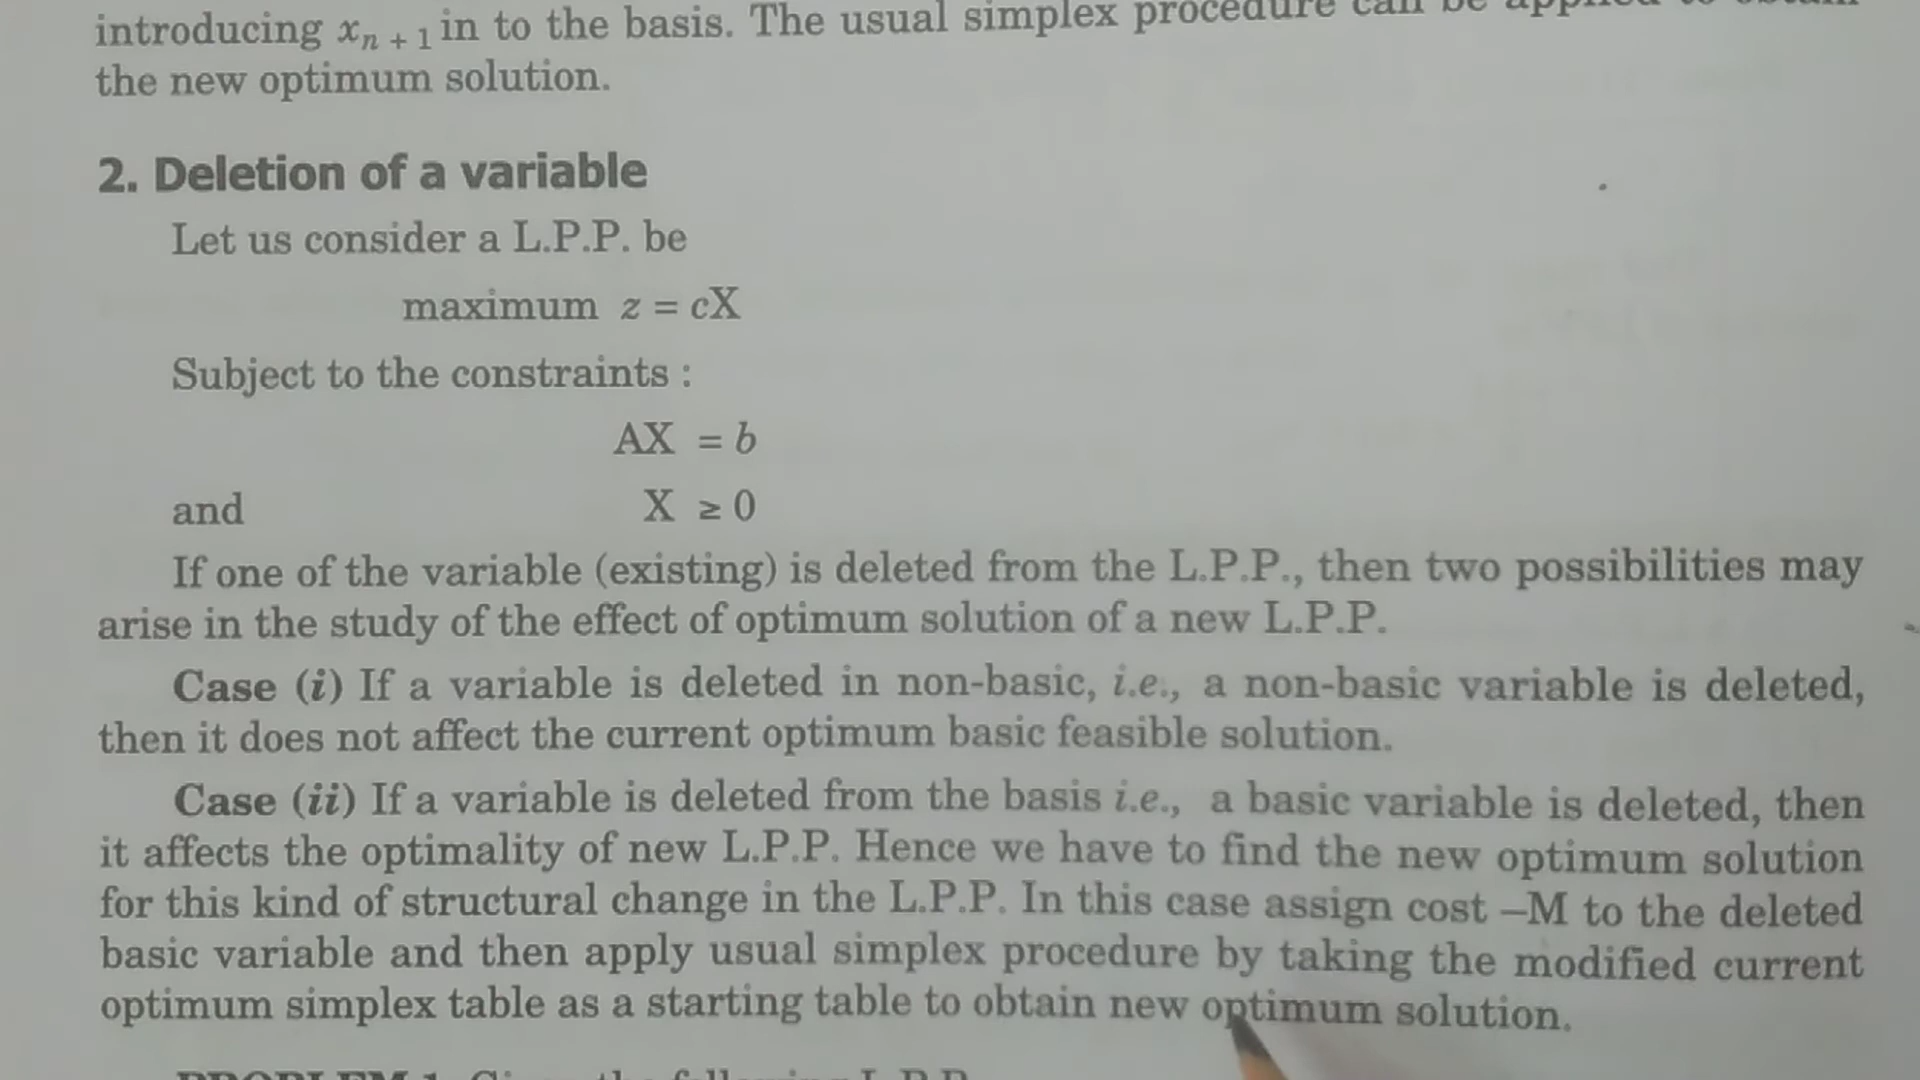 introducing xₙ₊₁ in to the basis. The usual simplex procedure can be applied to obtain
the new optimum solution.
2. Deletion of a variable
Let us consider a L.P.P. be
maximum z = cX
Subject to the constraints :
AX = b
and X ≥ 0
If one of the variable (existing) is deleted from the L.P.P., then two possibilities may
arise in the study of the effect of optimum solution of a new L.P.P.
Case (i) If a variable is deleted in non-basic, i.e., a non-basic variable is deleted,
then it does not affect the current optimum basic feasible solution.
Case (ii) If a variable is deleted from the basis i.e., a basic variable is deleted, then
it affects the optimality of new L.P.P. Hence we have to find the new optimum solution
for this kind of structural change in the L.P.P. In this case assign cost –M to the deleted
basic variable and then apply usual simplex procedure by taking the modified current
optimum simplex table as a starting table to obtain new optimum solution.